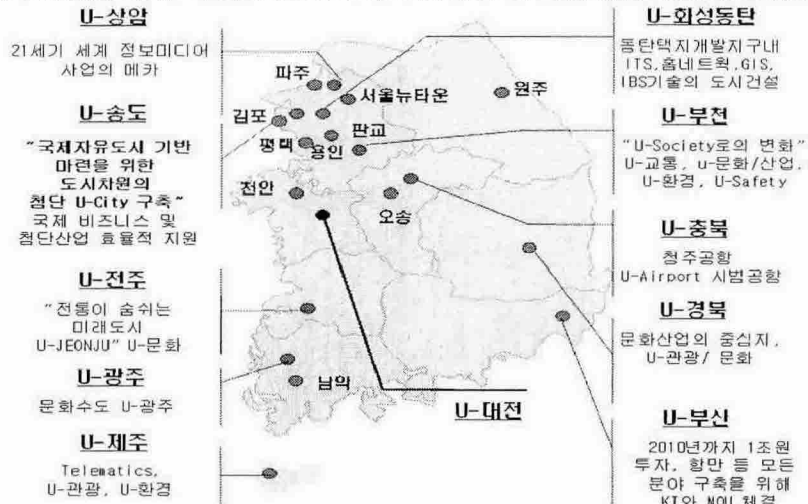 U-상암
21세기 세계 정보미디어
사업의 메카
U-송도
"국제자유도시 기반
마련을 위한
도시차원의
첨단 U-City 구축"
국제 비즈니스 및
첨단산업 효율적 지원
U-전주
"전통이 숨쉬는
미래도시
U-JEONJU" U-문화
U-광주
문화수도 U-광주
U-제주
Telematics,
U-관광, U-환경
파주
서울뉴타운
원주
김포
판교
평택
용인
천안
오송
남악
U-대전
U-화성동탄
동탄택지개발지구내
ITS,홈네트웍,GIS,
IBS기술의 도시건설
U-부천
"U-Society로의 변화"
U-교통, u-문화/산업,
U-환경, U-Safety
U-충북
청주공항
U-Airport 시범공항
U-경북
문화산업의 중심지,
U-관광/ 문화
U-부산
2010년까지 1조원
투자, 항만 등 모든
분야 구축을 위해
KT와 MOU 체결